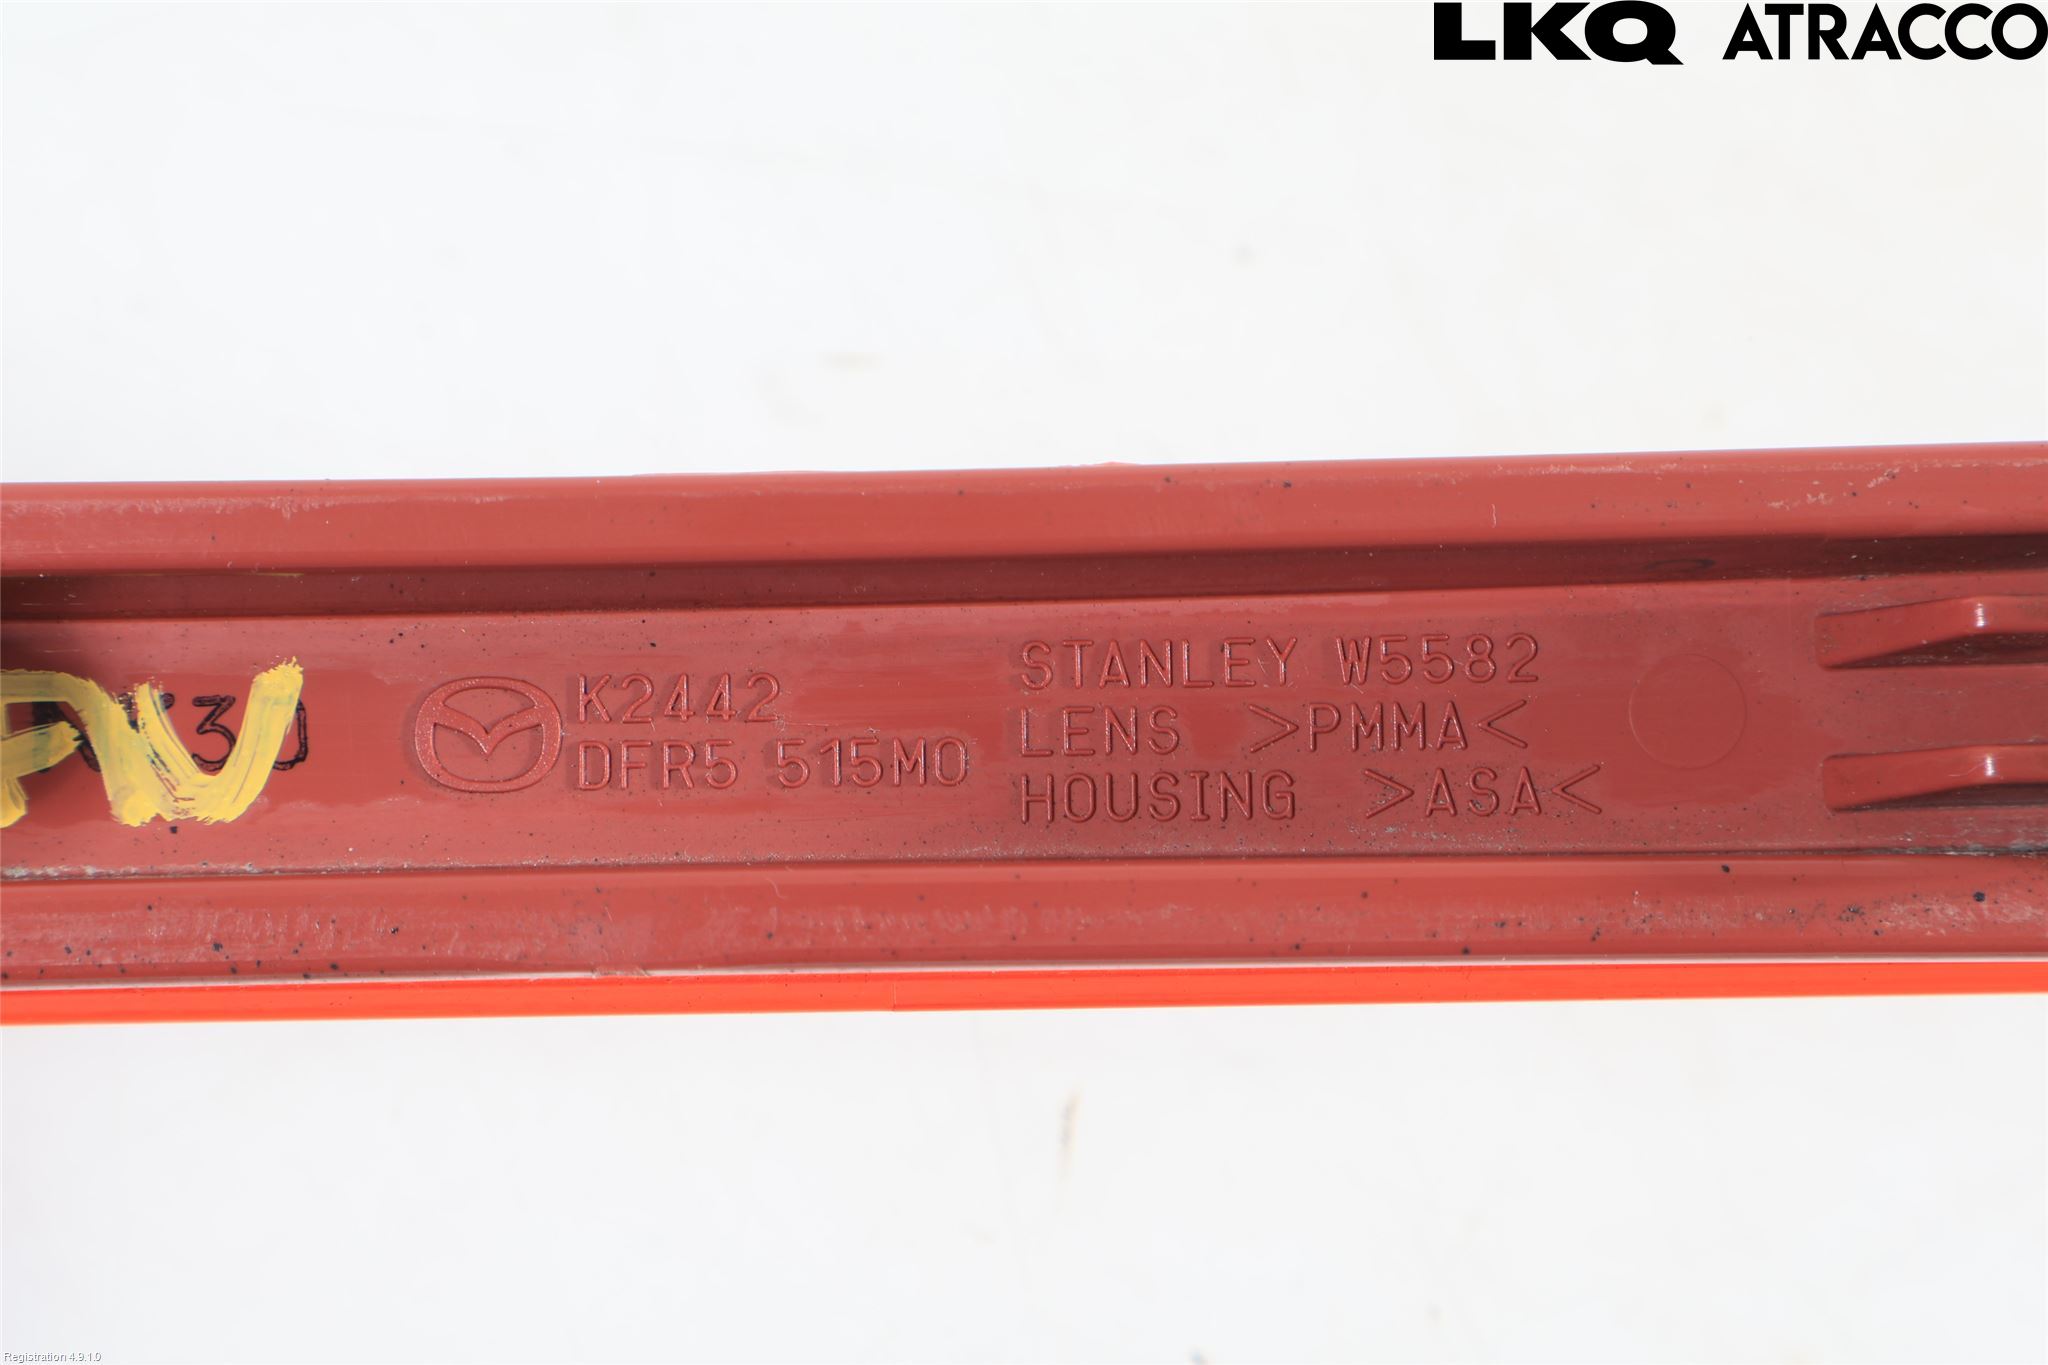 LKQ ATRACCO
K2442
DFR5 515M0
STANLEY W5582
LENS >PMMA<
HOUSING >ASA<
Registration 4.9.1.0